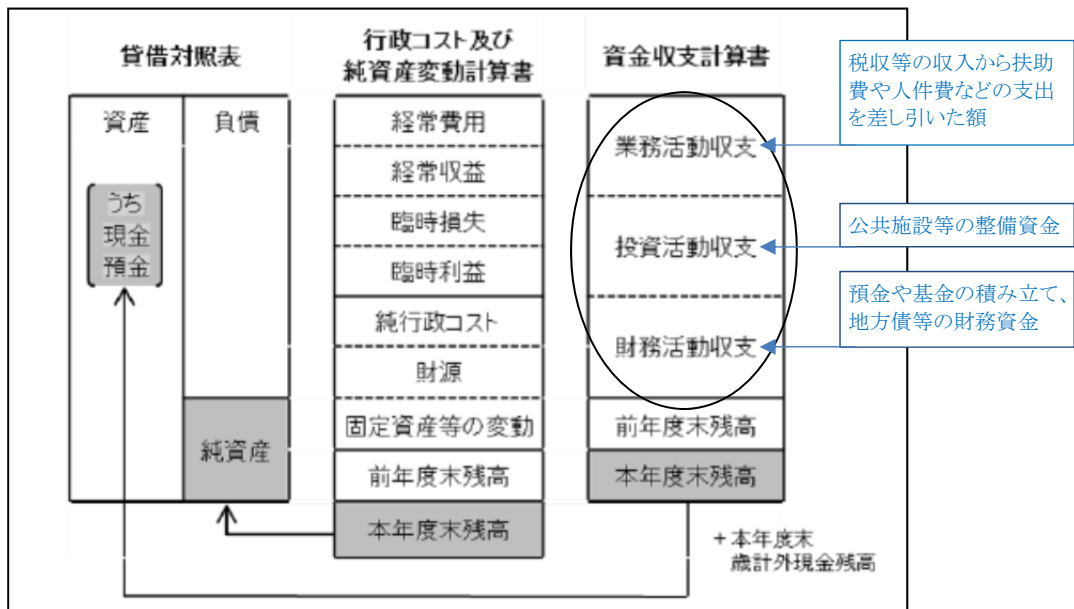 貸借対照表
資産
負債
うち
現金
預金
純資産
行政コスト及び
純資産変動計算書
経常費用
経常収益
臨時損失
臨時利益
純行政コスト
財源
固定資産等の変動
前年度末残高
本年度末残高
資金収支計算書
業務活動収支
投資活動収支
財務活動収支
前年度末残高
本年度末残高
+本年度末
歳計外現金残高
税収等の収入から扶助
費や人件費などの支出
を差し引いた額
公共施設等の整備資金
預金や基金の積み立て、
地方債等の財務資金